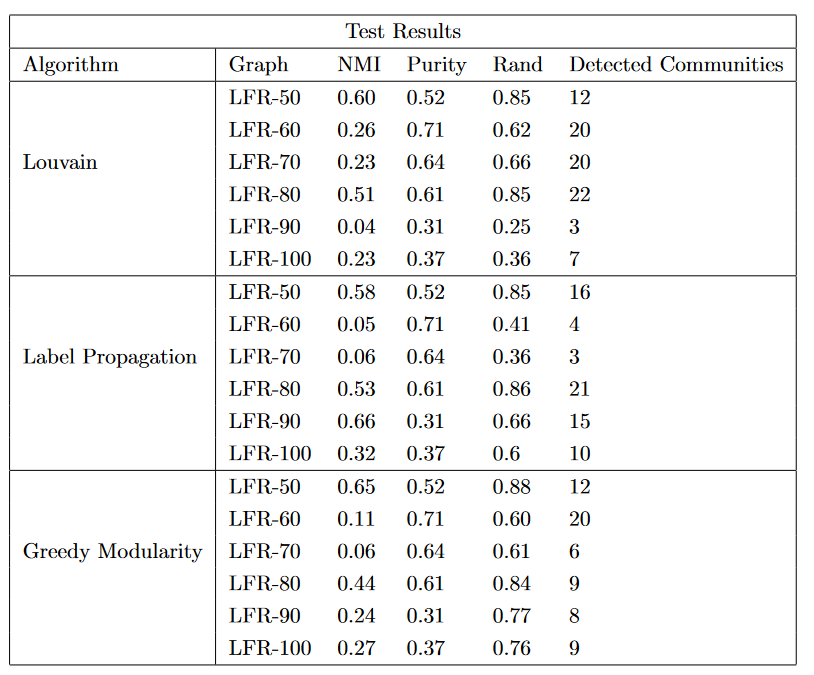 Test Results
Algorithm Graph NMI Purity Rand Detected Communities
LFR-50 0.60 0.52 0.85 12
LFR-60 0.26 0.71 0.62 20
Louvain LFR-70 0.23 0.64 0.66 20
LFR-80 0.51 0.61 0.85 22
LFR-90 0.04 0.31 0.25 3
LFR-100 0.23 0.37 0.36 7
LFR-50 0.58 0.52 0.85 16
LFR-60 0.05 0.71 0.41 4
Label Propagation LFR-70 0.06 0.64 0.36 3
LFR-80 0.53 0.61 0.86 21
LFR-90 0.66 0.31 0.66 15
LFR-100 0.32 0.37 0.6 10
LFR-50 0.65 0.52 0.88 12
LFR-60 0.11 0.71 0.60 20
Greedy Modularity LFR-70 0.06 0.64 0.61 6
LFR-80 0.44 0.61 0.84 9
LFR-90 0.24 0.31 0.77 8
LFR-100 0.27 0.37 0.76 9